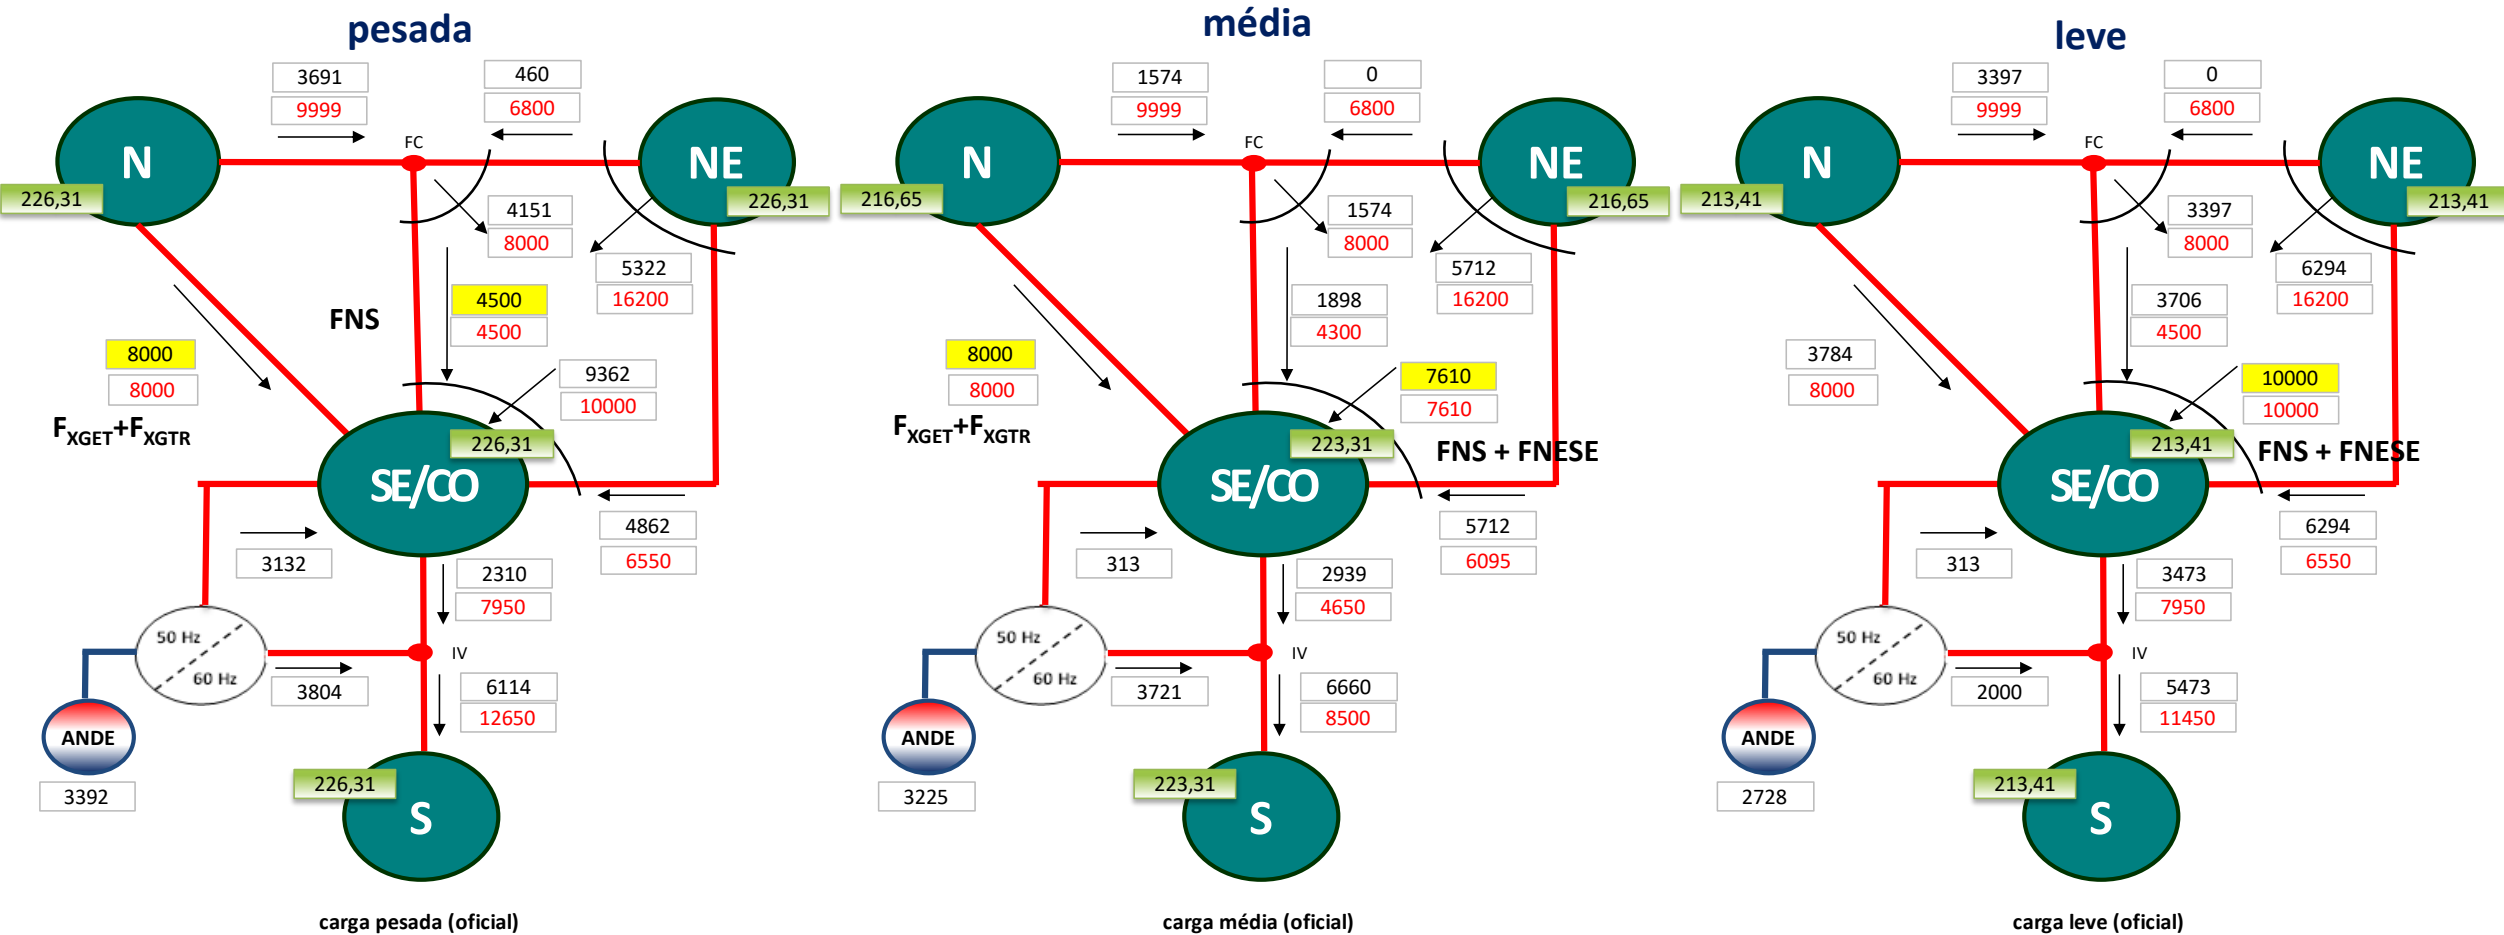 pesada
3691
9999
460
6800
FC
N
NE
226,31
226,31
4151
8000
5322
16200
FNS
4500
4500
8000
8000
9362
10000
FXGET+FXGTR
226,31
SE/CO
4862
6550
3132
2310
7950
50 Hz
60 Hz
IV
3804
6114
12650
ANDE
3392
226,31
S
carga pesada (oficial)
média
1574
9999
0
6800
FC
N
NE
216,65
216,65
1574
8000
5712
16200
1898
4300
8000
8000
7610
7610
FXGET+FXGTR
223,31
FNS + FNESE
SE/CO
5712
6095
313
2939
4650
50 Hz
60 Hz
IV
3721
6660
8500
ANDE
3225
223,31
S
carga média (oficial)
leve
3397
9999
0
6800
FC
N
NE
213,41
213,41
3397
8000
6294
16200
3706
4500
3784
8000
10000
10000
213,41
FNS + FNESE
SE/CO
6294
6550
313
3473
7950
50 Hz
60 Hz
IV
2000
5473
11450
ANDE
2728
213,41
S
carga leve (oficial)